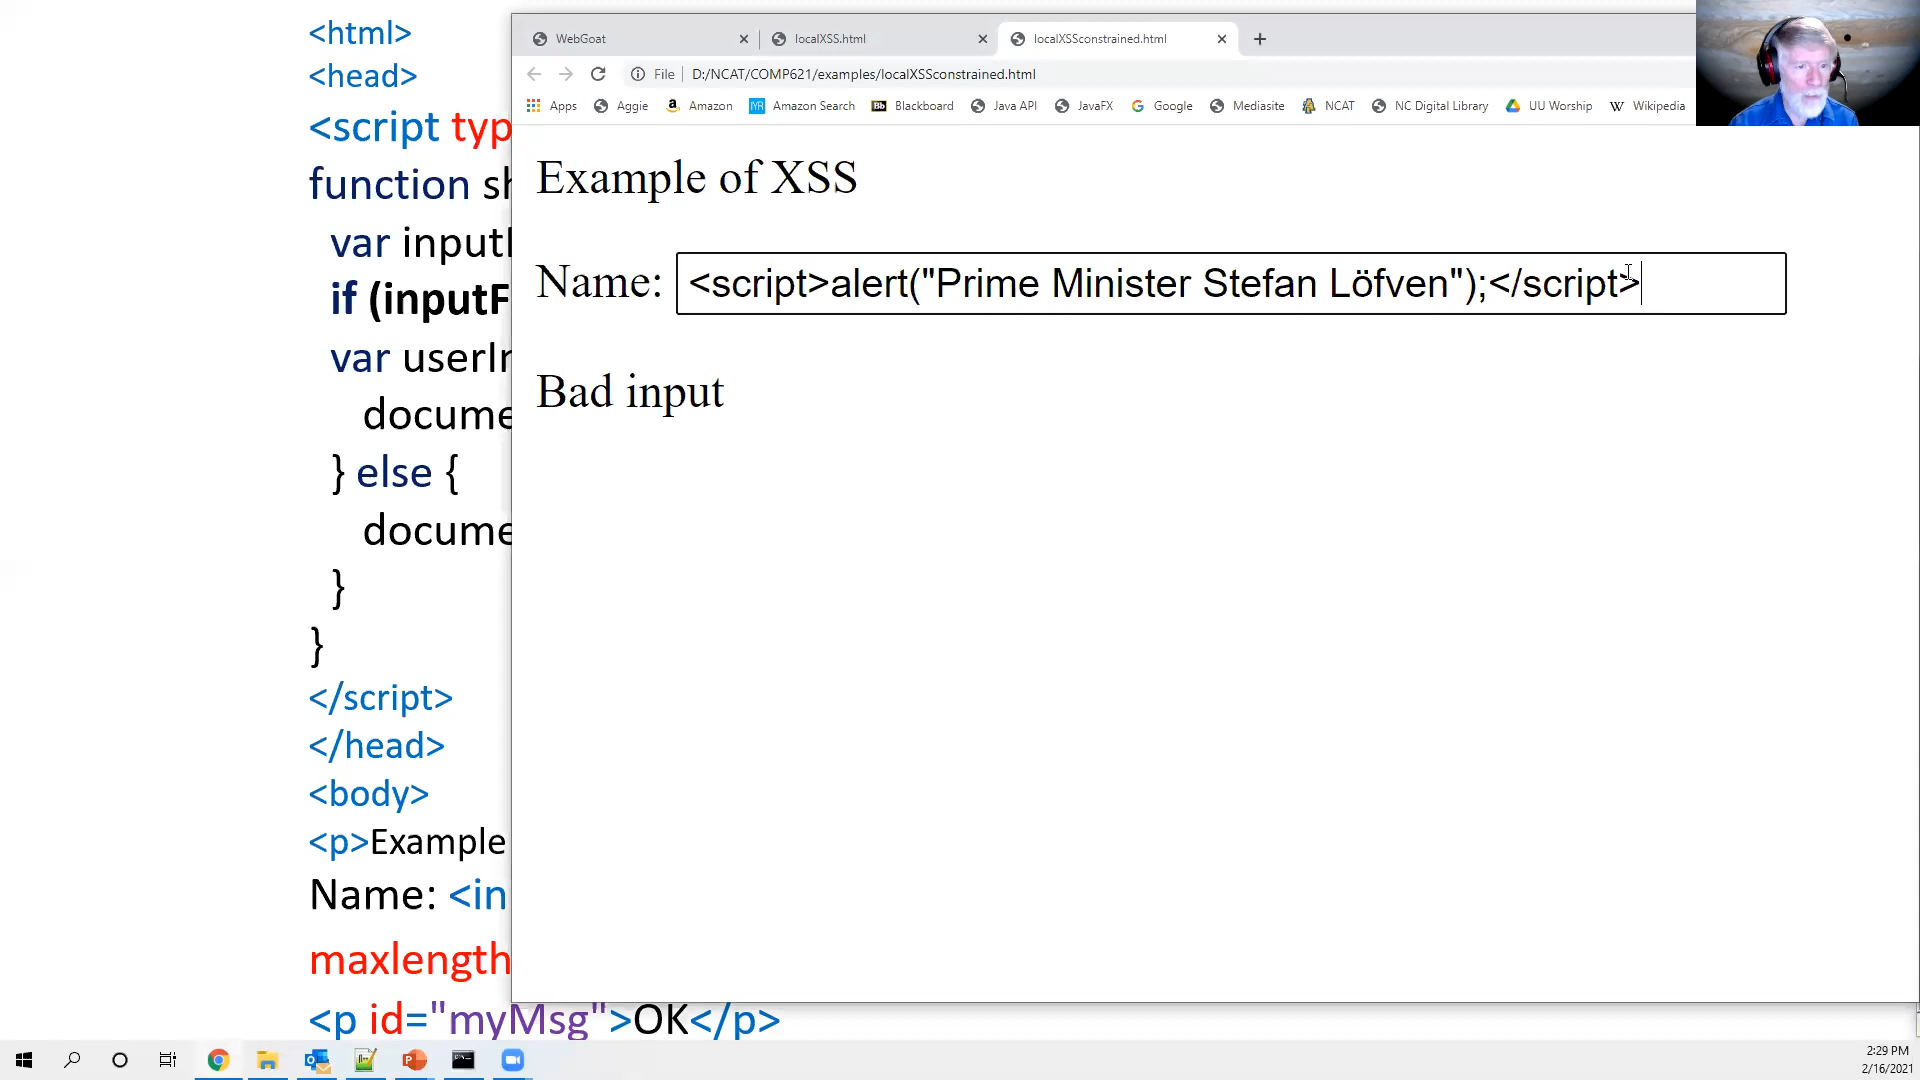 <html>
<head>
<script typ
function sh
var input
if (inputF
var userIn
docume
} else {
docume
}
}
</script>
</head>
<body>
<p>Example
Name: <in
maxlength
<p id="myMsg">OK</p>
WebGoat
localXSS.html
localXSSconstrained.html
File
D:/NCAT/COMP621/examples/localXSSconstrained.html
Apps Aggie Amazon Amazon Search Blackboard Java API JavaFX Google Mediasite NCAT NC Digital Library UU Worship Wikipedia
Example of XSS
Name: <script>alert("Prime Minister Stefan Löfven");</script>
Bad input
2:29 PM
2/16/2021